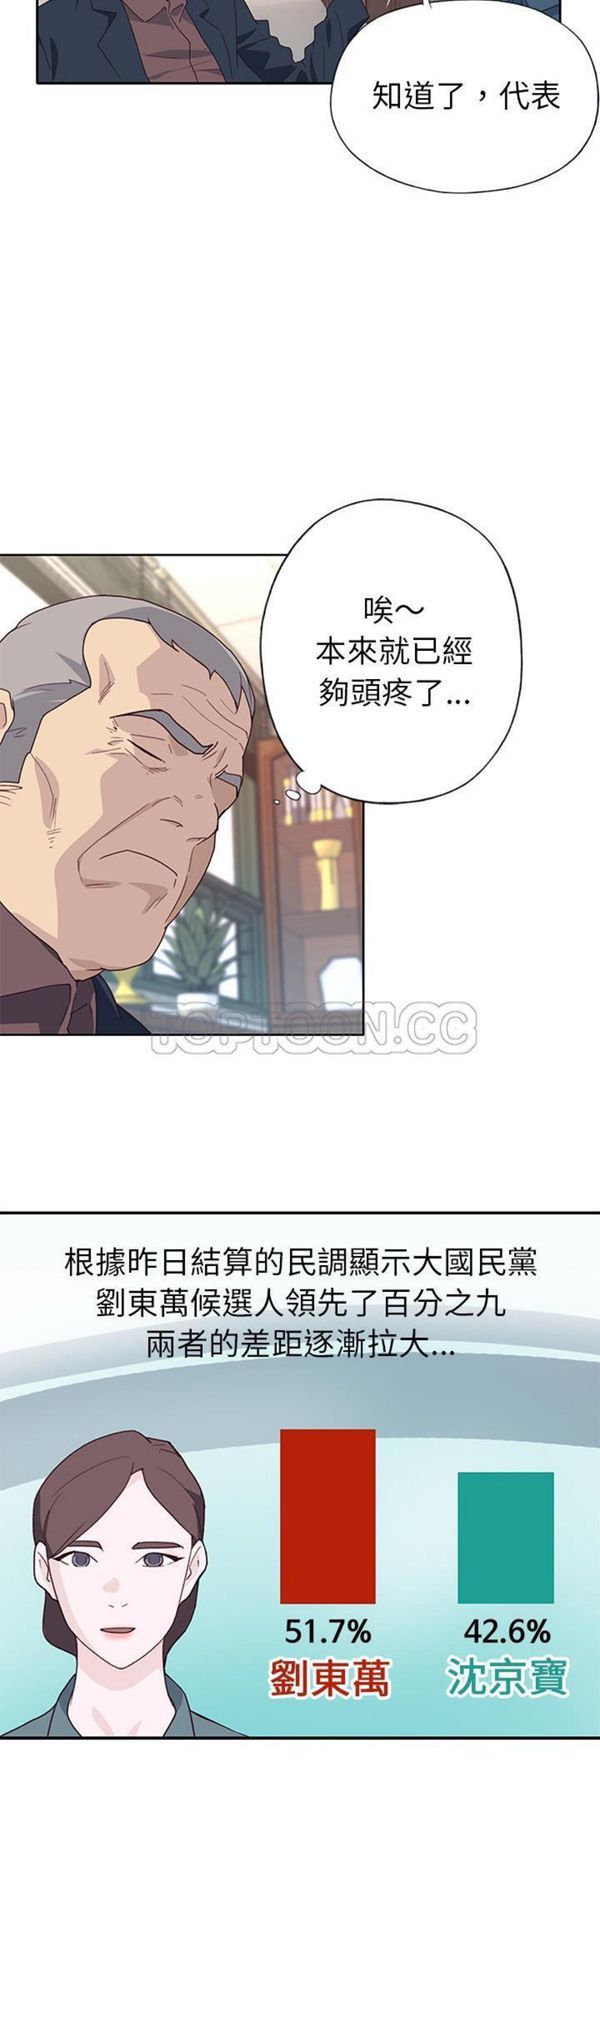 知道了，代表
唉～
本來就已經
夠頭疼了...
TOPTOON.CC
根據昨日結算的民調顯示大國民黨
劉東萬候選人領先了百分之九
兩者的差距逐漸拉大...
51.7%
42.6%
劉東萬
沈京寶